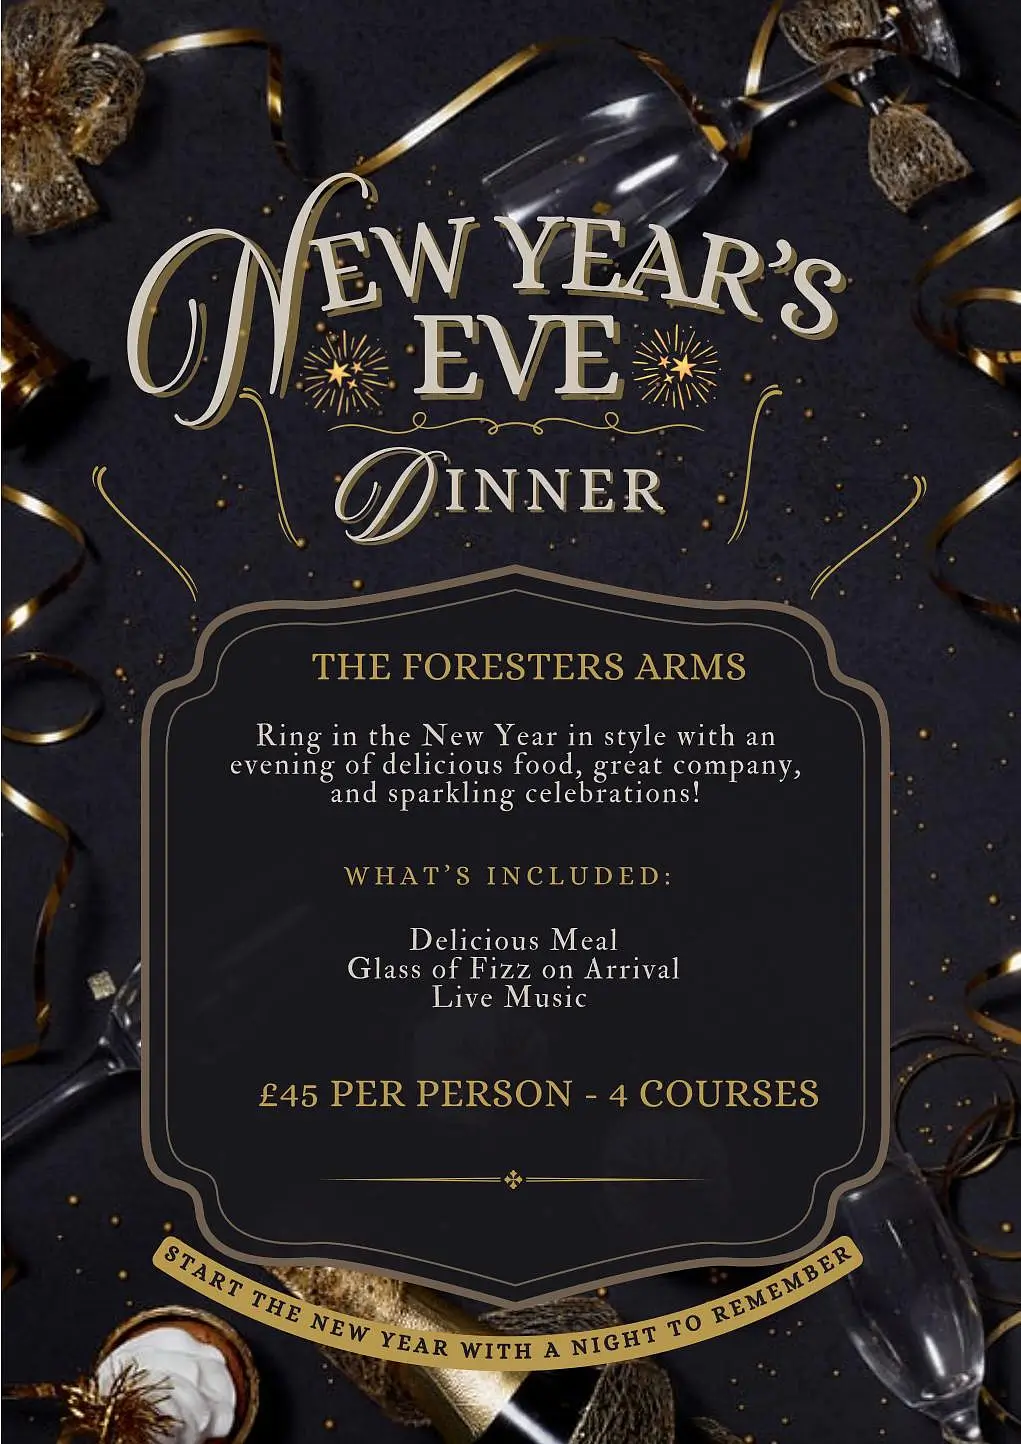 NEW YEAR'S
EVE
DINNER
THE FORESTERS ARMS
Ring in the New Year in style with an
evening of delicious food, great company,
and sparkling celebrations!
WHAT'S INCLUDED:
Delicious Meal
Glass of Fizz on Arrival
Live Music
£45 PER PERSON - 4 COURSES
START THE NEW YEAR WITH A NIGHT TO REMEMBER